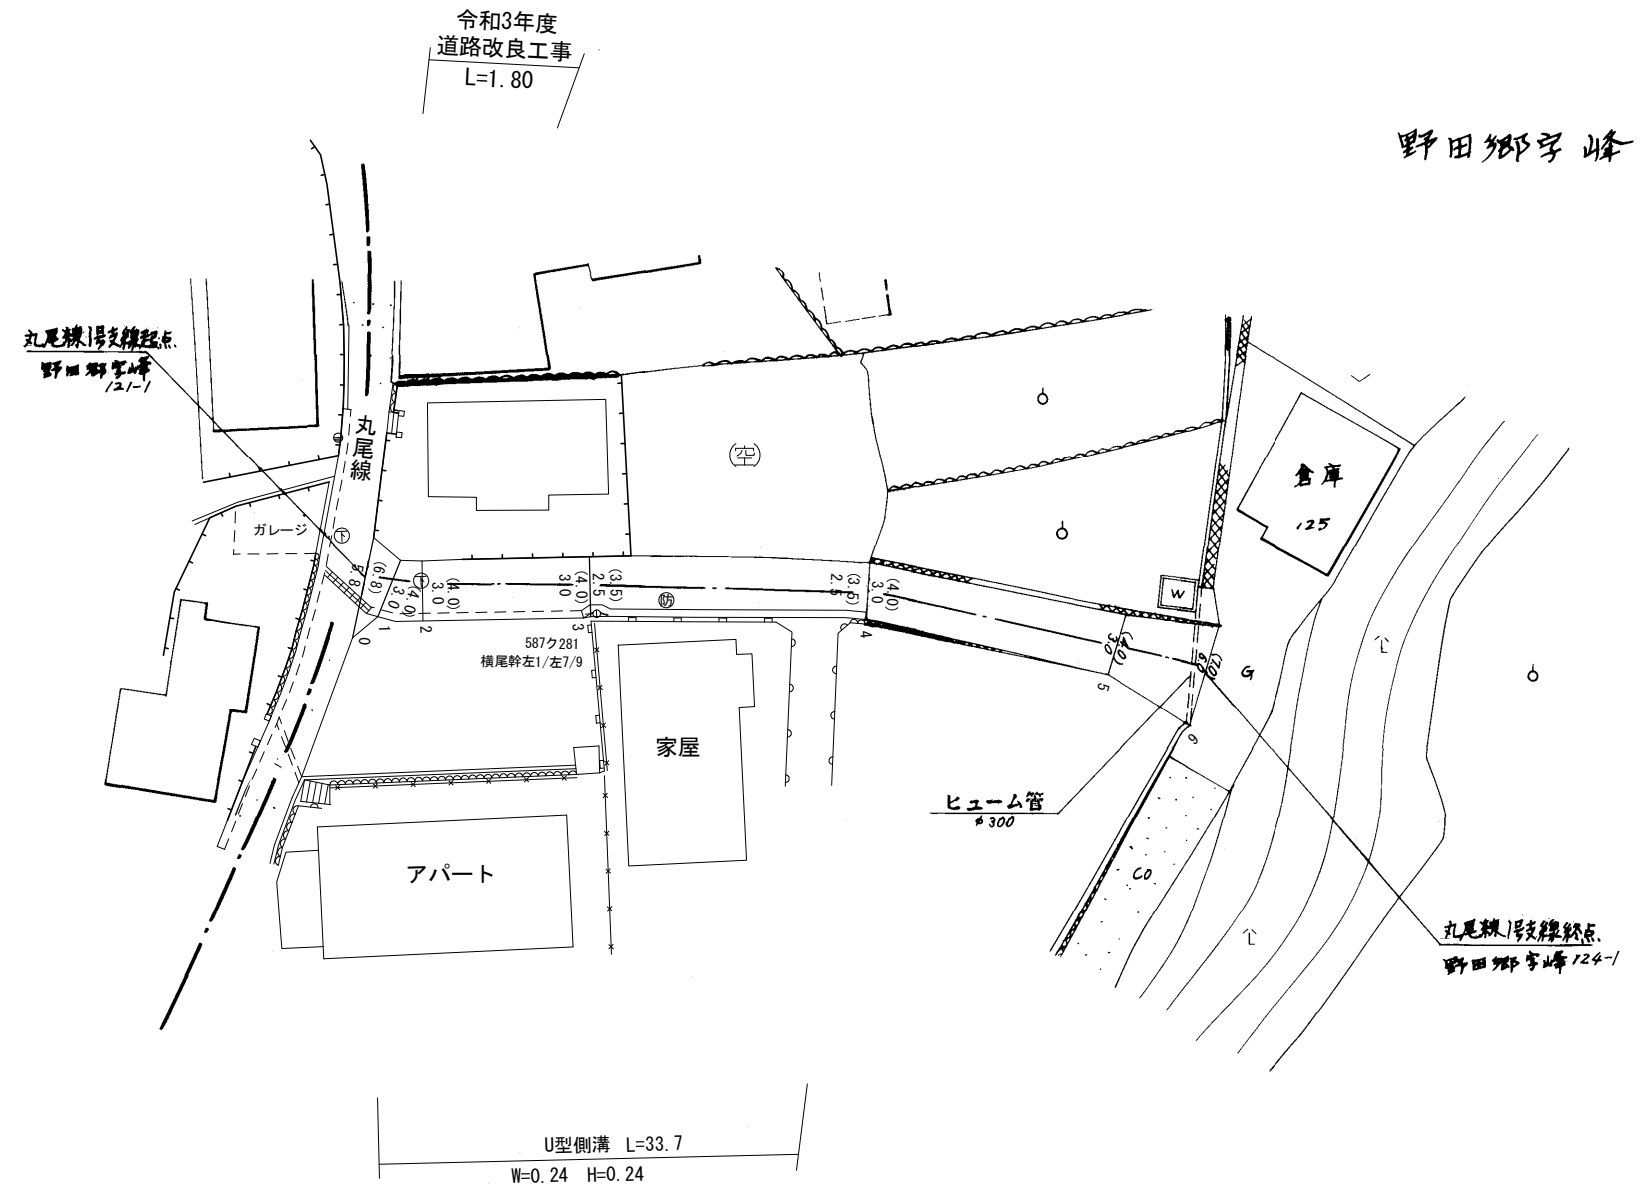 令和3年度
道路改良工事
L=1.80
野田郷字 峰
丸尾線1号支線起点
野田郷字峰
121-1
丸尾線
(空)
倉庫
125
ガレージ
下
5.8
(6.8)
3.0
(4.0)
3.0
(4.0)
3.0
(4.0)
2.5
(3.5)
2.5
(3.5)
3.0
(4.0)
3.0
(4.0)
6.0
(7.0)
防
W
G
0
1
2
3
4
5
6
587ク281
横尾幹左1/左7/9
家屋
アパート
ヒューム管
φ300
CO
丸尾線1号支線終点
野田郷字峰124-1
U型側溝 L=33.7
W=0.24 H=0.24